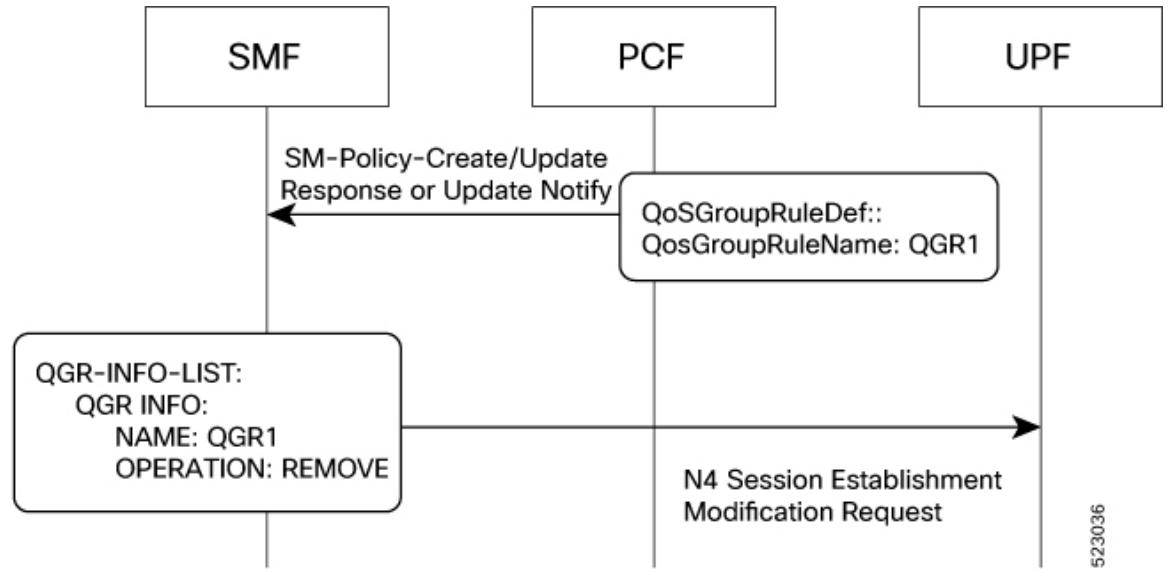 SMF
PCF
UPF
SM-Policy-Create/Update
Response or Update Notify
QoSGroupRuleDef::
QosGroupRuleName: QGR1
QGR-INFO-LIST:
QGR INFO:
NAME: QGR1
OPERATION: REMOVE
N4 Session Establishment
Modification Request
523036